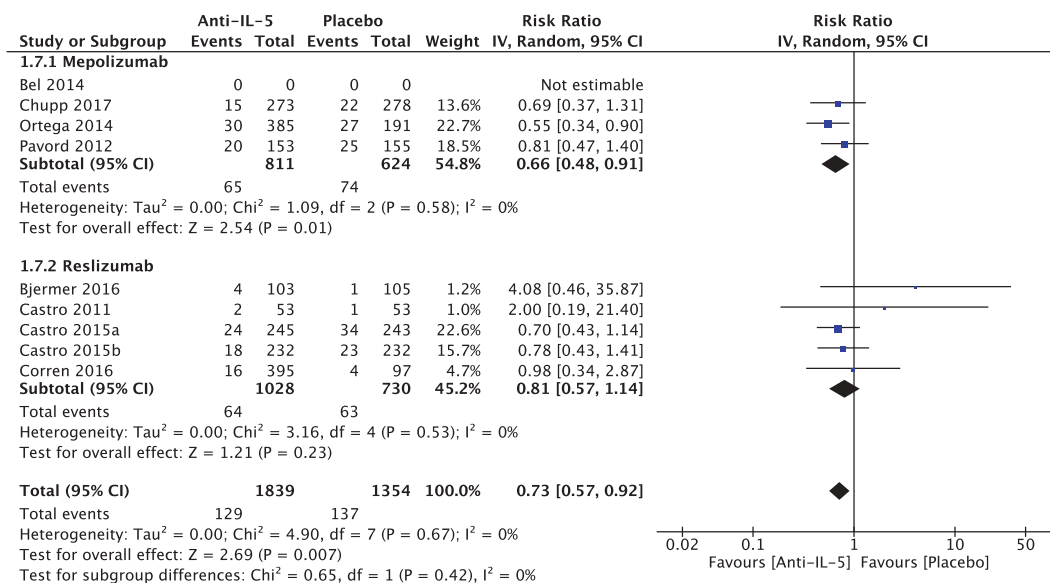 Anti-IL-5 Placebo Risk Ratio Risk Ratio
Study or Subgroup Events Total Events Total Weight IV, Random, 95% CI IV, Random, 95% CI
1.7.1 Mepolizumab
Bel 2014 0 0 0 0 Not estimable
Chupp 2017 15 273 22 278 13.6% 0.69 [0.37, 1.31]
Ortega 2014 30 385 27 191 22.7% 0.55 [0.34, 0.90]
Pavord 2012 20 153 25 155 18.5% 0.81 [0.47, 1.40]
Subtotal (95% CI) 811 624 54.8% 0.66 [0.48, 0.91]
Total events 65 74
Heterogeneity: Tau² = 0.00; Chi² = 1.09, df = 2 (P = 0.58); I² = 0%
Test for overall effect: Z = 2.54 (P = 0.01)
1.7.2 Reslizumab
Bjermer 2016 4 103 1 105 1.2% 4.08 [0.46, 35.87]
Castro 2011 2 53 1 53 1.0% 2.00 [0.19, 21.40]
Castro 2015a 24 245 34 243 22.6% 0.70 [0.43, 1.14]
Castro 2015b 18 232 23 232 15.7% 0.78 [0.43, 1.41]
Corren 2016 16 395 4 97 4.7% 0.98 [0.34, 2.87]
Subtotal (95% CI) 1028 730 45.2% 0.81 [0.57, 1.14]
Total events 64 63
Heterogeneity: Tau² = 0.00; Chi² = 3.16, df = 4 (P = 0.53); I² = 0%
Test for overall effect: Z = 1.21 (P = 0.23)
Total (95% CI) 1839 1354 100.0% 0.73 [0.57, 0.92]
Total events 129 137
Heterogeneity: Tau² = 0.00; Chi² = 4.90, df = 7 (P = 0.67); I² = 0%
Test for overall effect: Z = 2.69 (P = 0.007)
Test for subgroup differences: Chi² = 0.65, df = 1 (P = 0.42), I² = 0%
0.02 0.1 1 10 50
Favours [Anti-IL-5] Favours [Placebo]